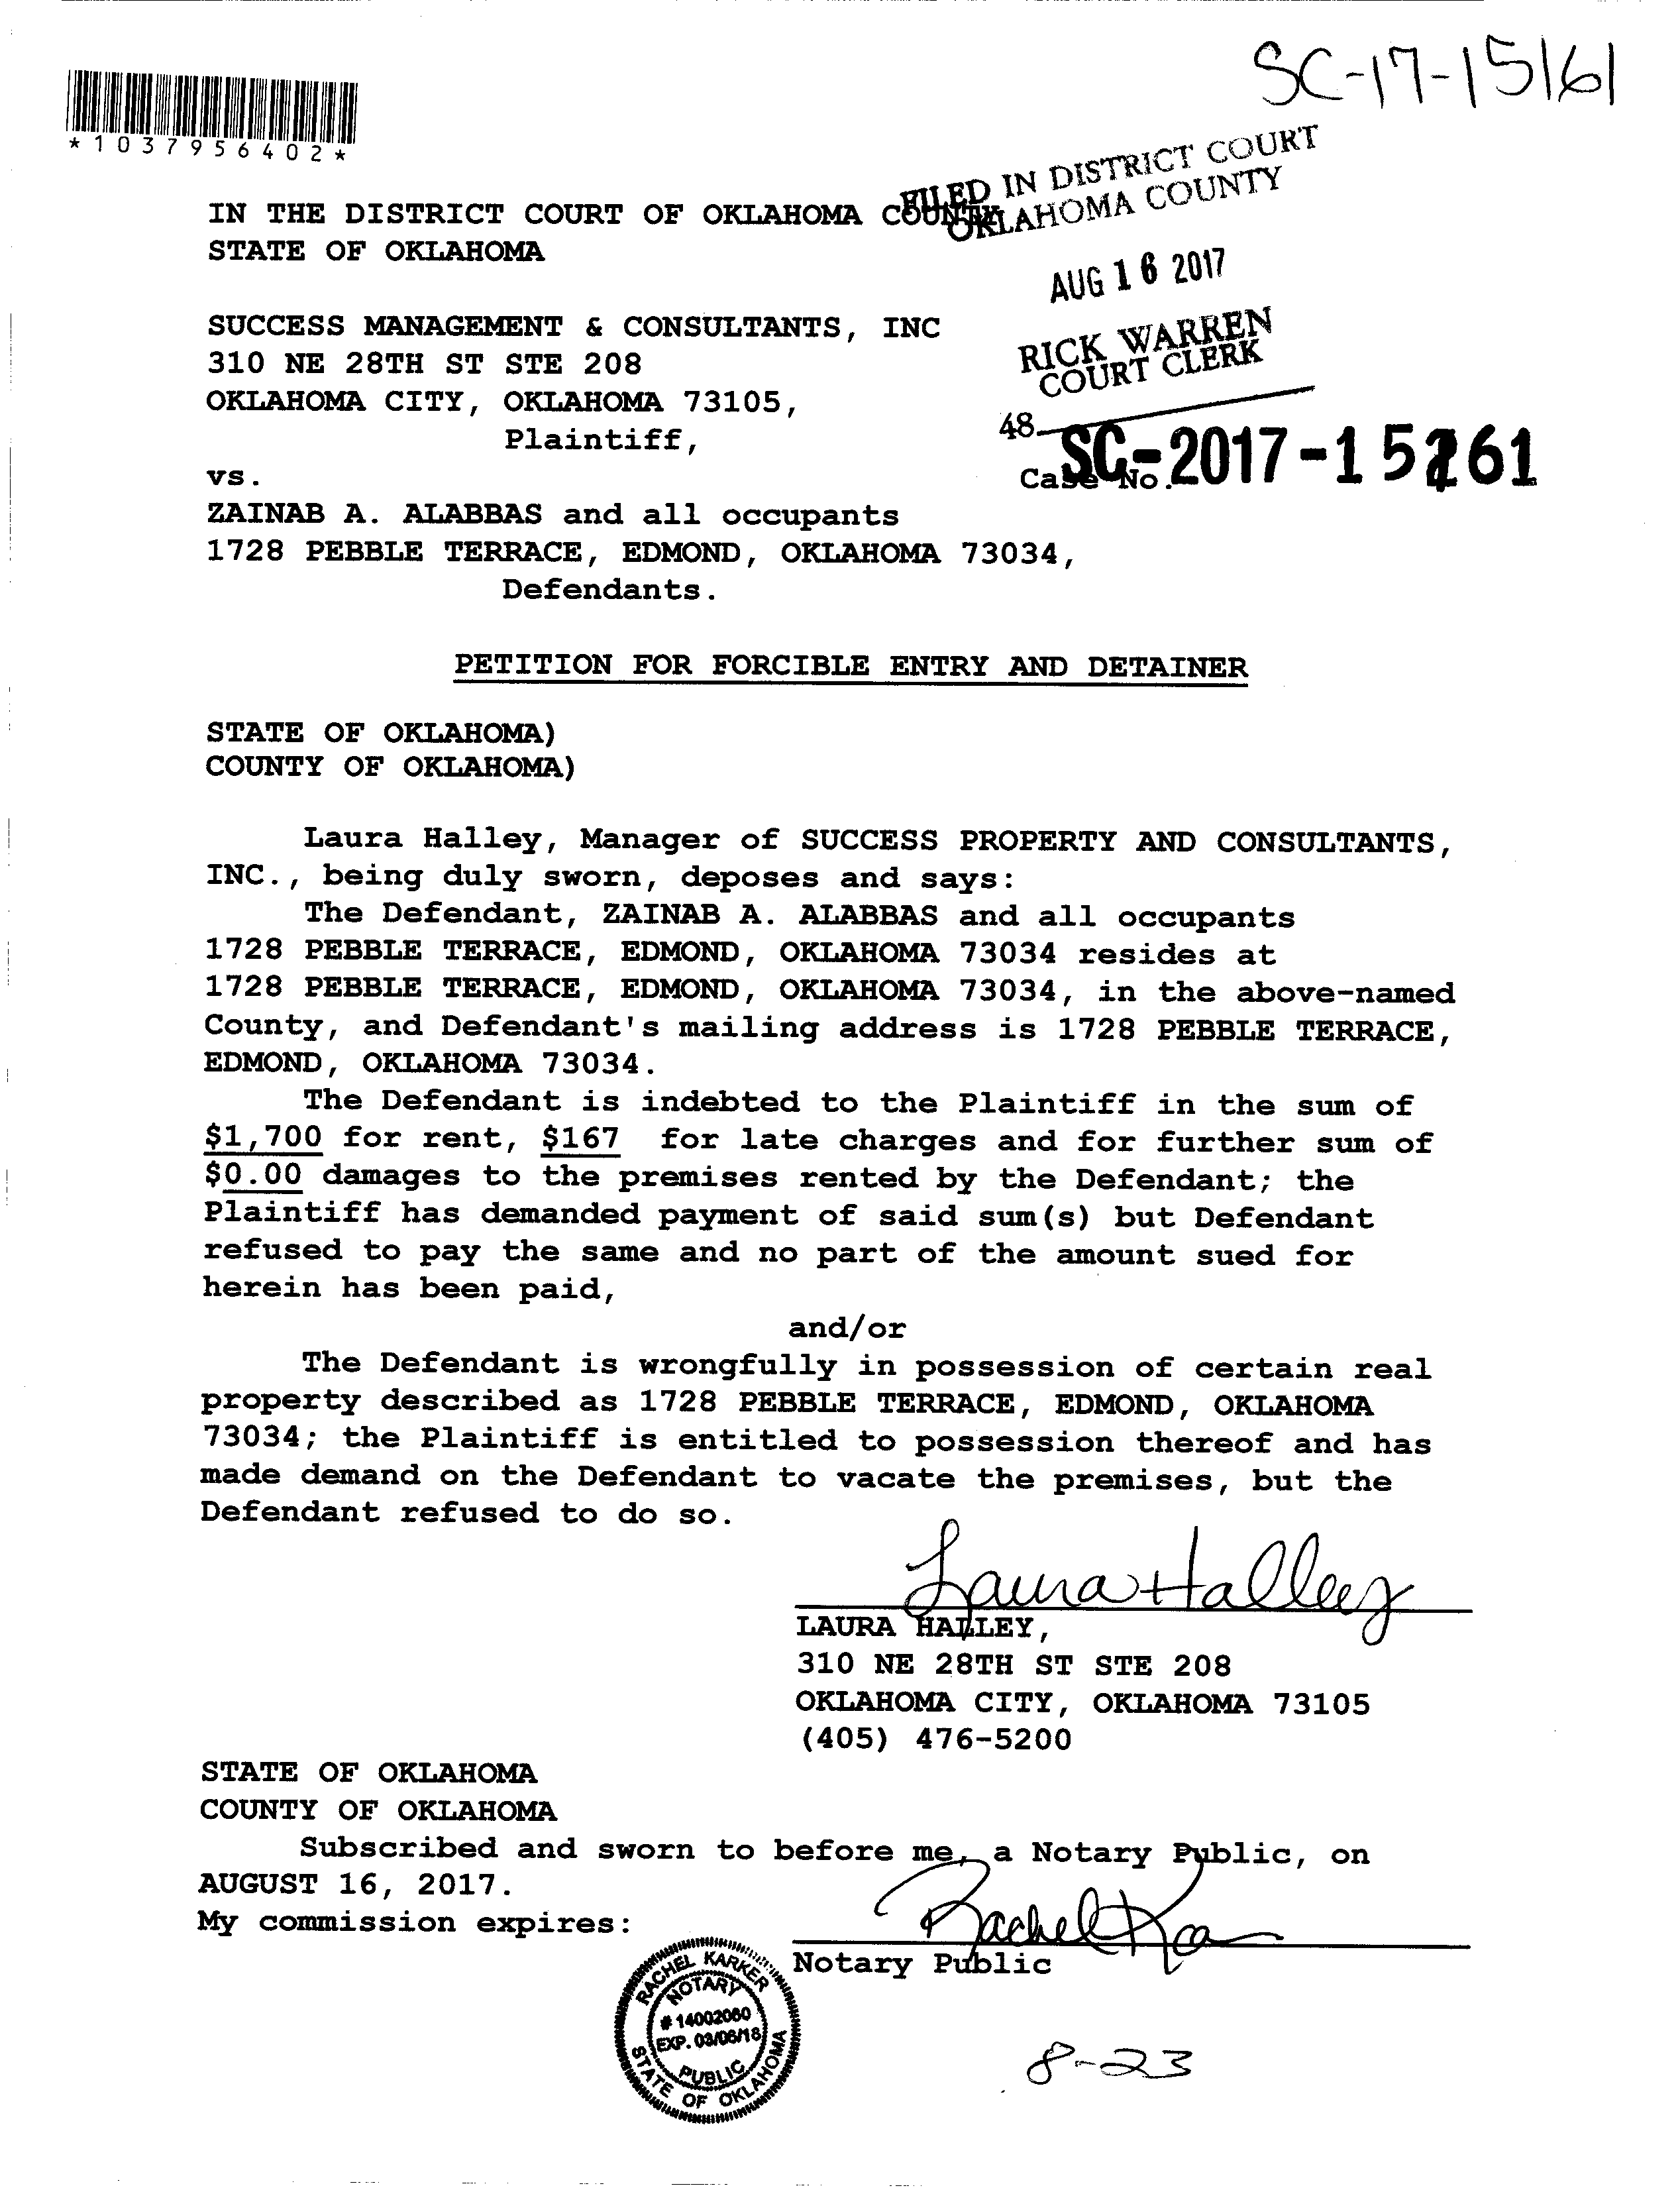 SC-17-15161
*1037956402*
FILED IN DISTRICT COURT
OKLAHOMA COUNTY
IN THE DISTRICT COURT OF OKLAHOMA COUNTY
STATE OF OKLAHOMA
AUG 16 2017
SUCCESS MANAGEMENT & CONSULTANTS, INC
310 NE 28TH ST STE 208
OKLAHOMA CITY, OKLAHOMA 73105,
Plaintiff,
RICK WARREN
COURT CLERK
48
vs.
Case No. SC-2017-15161
ZAINAB A. ALABBAS and all occupants
1728 PEBBLE TERRACE, EDMOND, OKLAHOMA 73034,
Defendants.
PETITION FOR FORCIBLE ENTRY AND DETAINER
STATE OF OKLAHOMA)
COUNTY OF OKLAHOMA)
Laura Halley, Manager of SUCCESS PROPERTY AND CONSULTANTS,
INC., being duly sworn, deposes and says:
The Defendant, ZAINAB A. ALABBAS and all occupants
1728 PEBBLE TERRACE, EDMOND, OKLAHOMA 73034 resides at
1728 PEBBLE TERRACE, EDMOND, OKLAHOMA 73034, in the above-named
County, and Defendant's mailing address is 1728 PEBBLE TERRACE,
EDMOND, OKLAHOMA 73034.
The Defendant is indebted to the Plaintiff in the sum of
$1,700 for rent, $167 for late charges and for further sum of
$0.00 damages to the premises rented by the Defendant; the
Plaintiff has demanded payment of said sum(s) but Defendant
refused to pay the same and no part of the amount sued for
herein has been paid,
and/or
The Defendant is wrongfully in possession of certain real
property described as 1728 PEBBLE TERRACE, EDMOND, OKLAHOMA
73034; the Plaintiff is entitled to possession thereof and has
made demand on the Defendant to vacate the premises, but the
Defendant refused to do so.
Laura Halley
LAURA HALLEY,
310 NE 28TH ST STE 208
OKLAHOMA CITY, OKLAHOMA 73105
(405) 476-5200
STATE OF OKLAHOMA
COUNTY OF OKLAHOMA
Subscribed and sworn to before me, a Notary Public, on
AUGUST 16, 2017.
My commission expires:
Rachel
Notary Public
RACHEL KARKER
NOTARY
# 14002060
EXP. 03/06/18
PUBLIC
STATE OF OKLAHOMA
8-23